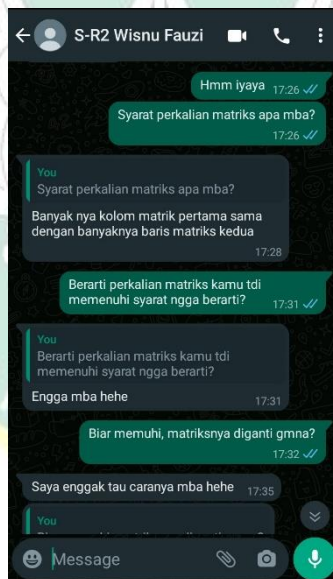 S-R2 Wisnu Fauzi
Hmm iyaya 17:26
Syarat perkalian matriks apa mba?
17:26
You
Syarat perkalian matriks apa mba?
Banyak nya kolom matrik pertama sama
dengan banyaknya baris matriks kedua
17:28
Berarti perkalian matriks kamu tdi
memenuhi syarat ngga berarti? 17:31
You
Berarti perkalian matriks kamu tdi
memenuhi syarat ngga berarti?
Engga mba hehe 17:31
Biar memuhi, matriksnya diganti gmna?
17:32
Saya enggak tau caranya mba hehe 17:35
You
Message